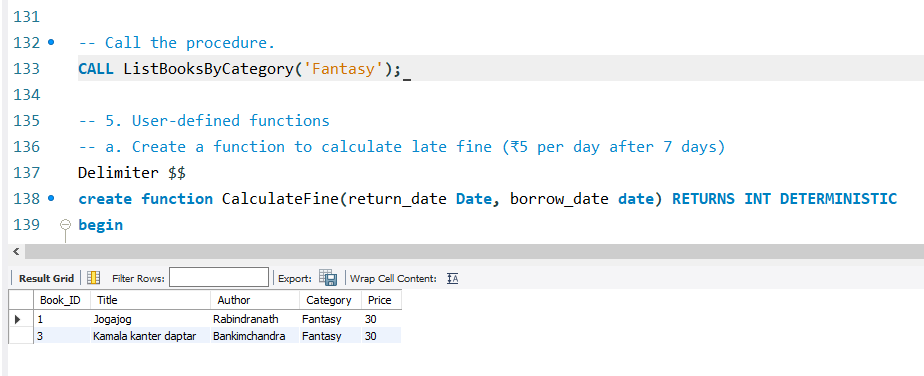 131
132 -- Call the procedure.
133 CALL ListBooksByCategory('Fantasy');
134
135 -- 5. User-defined functions
136 -- a. Create a function to calculate late fine (₹5 per day after 7 days)
137 Delimiter $$
138 create function CalculateFine(return_date Date, borrow_date date) RETURNS INT DETERMINISTIC
139 begin
Result Grid Filter Rows: Export: Wrap Cell Content:
Book_ID Title Author Category Price
1 Jogajog Rabindranath Fantasy 30
3 Kamala kanter daptar Bankimchandra Fantasy 30